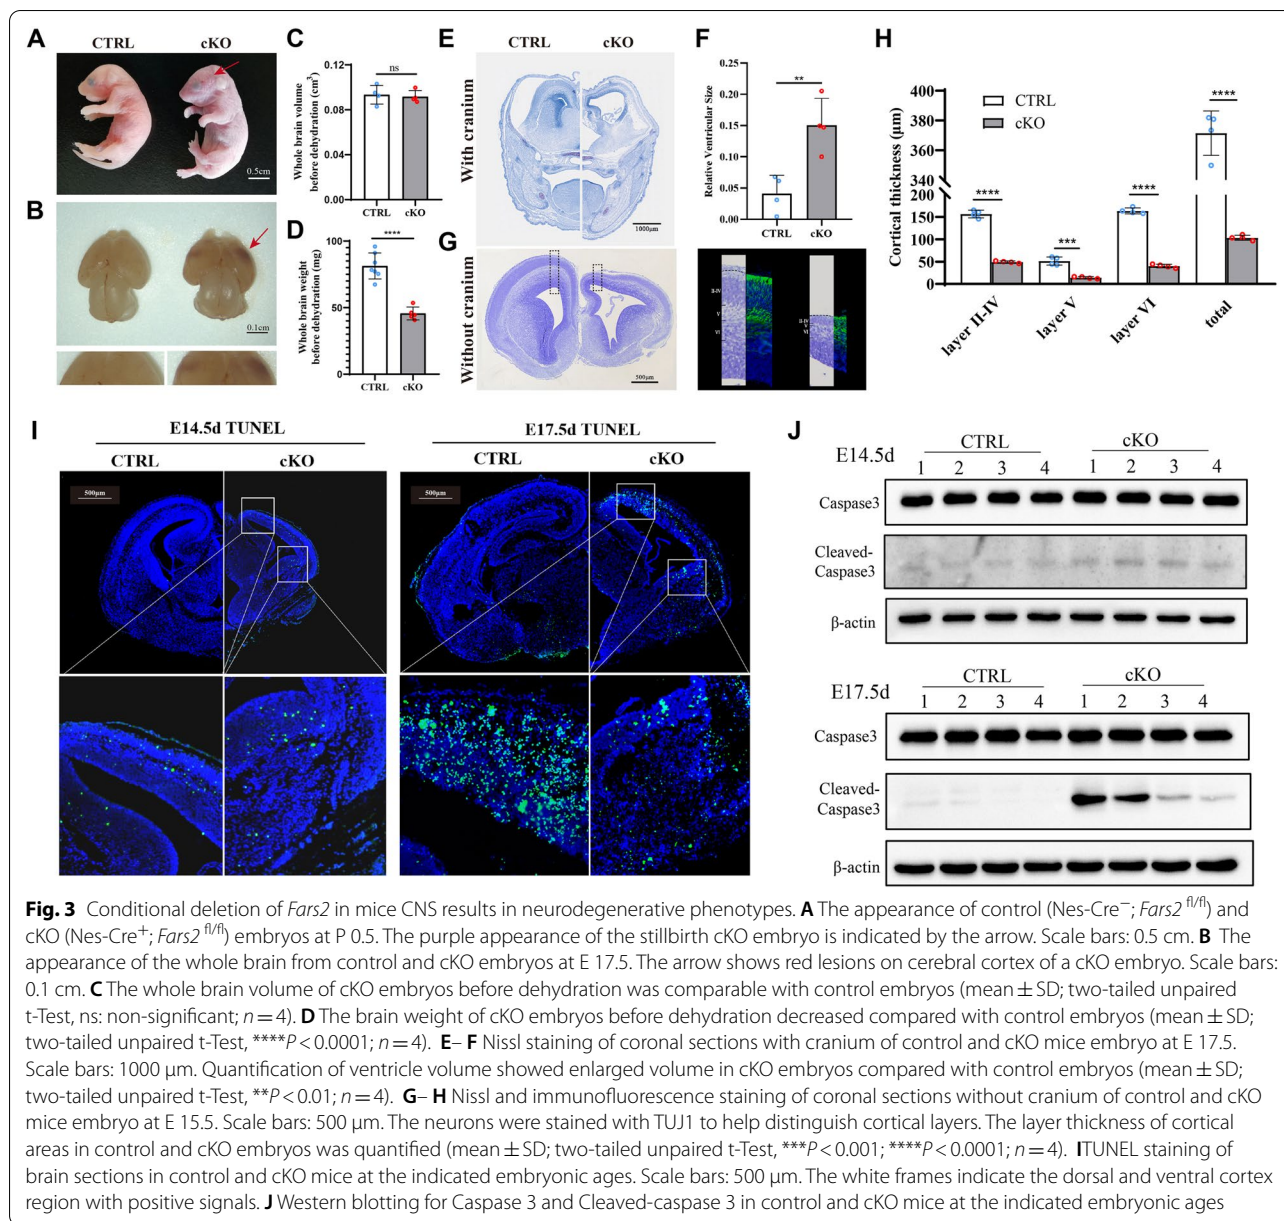 A
CTRL
cKO
0.5cm
B
0.1cm
C
Whole brain volume
before dehydration (cm³)
0.12
0.08
0.04
0.00
ns
CTRL
cKO
D
Whole brain weight
before dehydration (mg)
100
50
0
****
CTRL
cKO
E
CTRL
cKO
With cranium
1000μm
F
Relative Ventricular Size
0.25
0.20
0.15
0.10
0.05
0.00
**
CTRL
cKO
G
Without cranium
500μm
II-IV
V
VI
II-IV
V
VI
H
Cortical thickness (μm)
400
380
360
340
200
150
100
50
0
CTRL
cKO
****
***
****
****
layer II-IV
layer V
layer VI
total
I
E14.5d TUNEL
CTRL
cKO
500μm
E17.5d TUNEL
CTRL
cKO
500μm
J
E14.5d
CTRL
cKO
1 2 3 4 1 2 3 4
Caspase3
Cleaved-
Caspase3
β-actin
E17.5d
CTRL
cKO
1 2 3 4 1 2 3 4
Caspase3
Cleaved-
Caspase3
β-actin
Fig. 3 Conditional deletion of Fars2 in mice CNS results in neurodegenerative phenotypes. A The appearance of control (Nes-Cre−; Fars2 fl/fl) and
cKO (Nes-Cre+; Fars2 fl/fl) embryos at P 0.5. The purple appearance of the stillbirth cKO embryo is indicated by the arrow. Scale bars: 0.5 cm. B The
appearance of the whole brain from control and cKO embryos at E 17.5. The arrow shows red lesions on cerebral cortex of a cKO embryo. Scale bars:
0.1 cm. C The whole brain volume of cKO embryos before dehydration was comparable with control embryos (mean ± SD; two-tailed unpaired
t-Test, ns: non-significant; n = 4). D The brain weight of cKO embryos before dehydration decreased compared with control embryos (mean ± SD;
two-tailed unpaired t-Test, ****P < 0.0001; n = 4). E– F Nissl staining of coronal sections with cranium of control and cKO mice embryo at E 17.5.
Scale bars: 1000 μm. Quantification of ventricle volume showed enlarged volume in cKO embryos compared with control embryos (mean ± SD;
two-tailed unpaired t-Test, **P < 0.01; n = 4). G– H Nissl and immunofluorescence staining of coronal sections without cranium of control and cKO
mice embryo at E 15.5. Scale bars: 500 μm. The neurons were stained with TUJ1 to help distinguish cortical layers. The layer thickness of cortical
areas in control and cKO embryos was quantified (mean ± SD; two-tailed unpaired t-Test, ***P < 0.001; ****P < 0.0001; n = 4). ITUNEL staining of
brain sections in control and cKO mice at the indicated embryonic ages. Scale bars: 500 μm. The white frames indicate the dorsal and ventral cortex
region with positive signals. J Western blotting for Caspase 3 and Cleaved-caspase 3 in control and cKO mice at the indicated embryonic ages